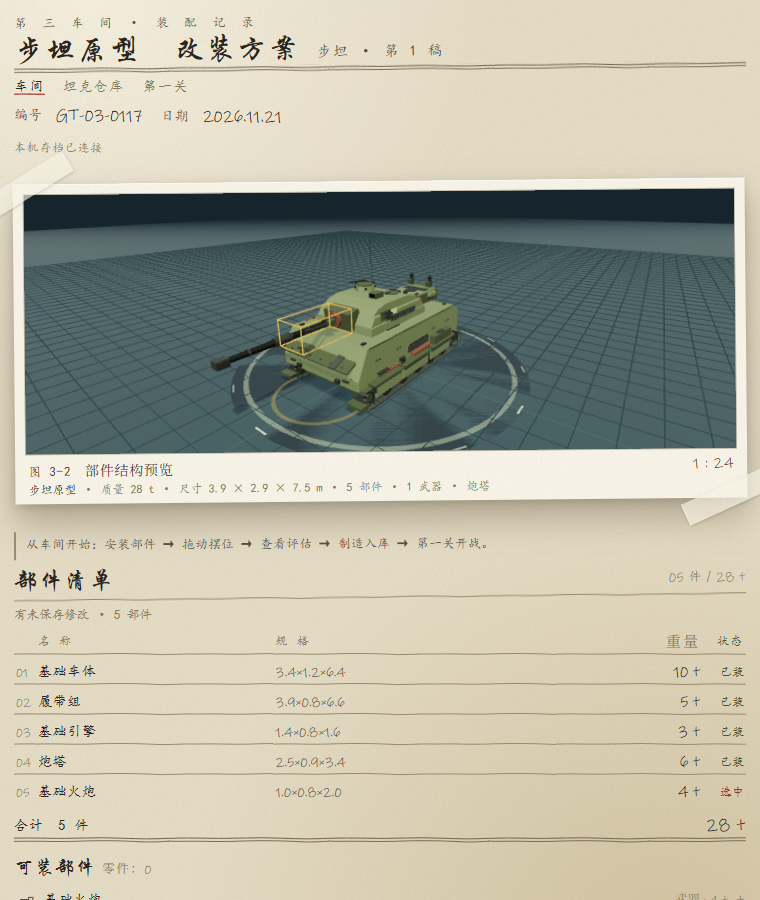 第三车间・装配记录
步坦原型 改装方案 步坦・第 1 稿
车间 坦克仓库 第一关
编号 GT-03-0117 日期 2026.11.21
本机存档已连接
图 3-2 部件结构预览 1:24
步坦原型・质量 28 t・尺寸 3.9 × 2.9 × 7.5 m・5 部件・1 武器・炮塔
从车间开始: 安装部件 → 拖动摆位 → 查看评估 → 制造入库 → 第一关开战。
部件清单 05 件 / 28 t
有未保存修改・5 部件
名称 规格 重量 状态
01 基础车体 3.4×1.2×6.4 10 t 已装
02 履带组 3.9×0.8×6.6 5 t 已装
03 基础引擎 1.4×0.8×1.6 3 t 已装
04 炮塔 2.5×0.9×3.4 6 t 已装
05 基础火炮 1.0×0.8×2.0 4 t 选中
合计 5 件 28 t
可装部件 零件: 0
基础火炮